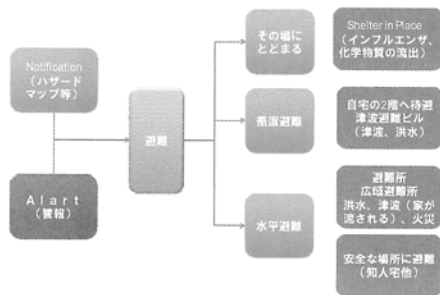 Notification
(ハザード
マップ等)
Alart
(警報)
避難
その場に
とどまる
垂直避難
水平避難
Shelter in Place
(インフルエンザ、
化学物質の流出)
自宅の2階へ待避
津波避難ビル
(津波、洪水)
避難所
広域避難所
洪水、津波(家が
流される)、火災
安全な場所に避難
(知人宅他)